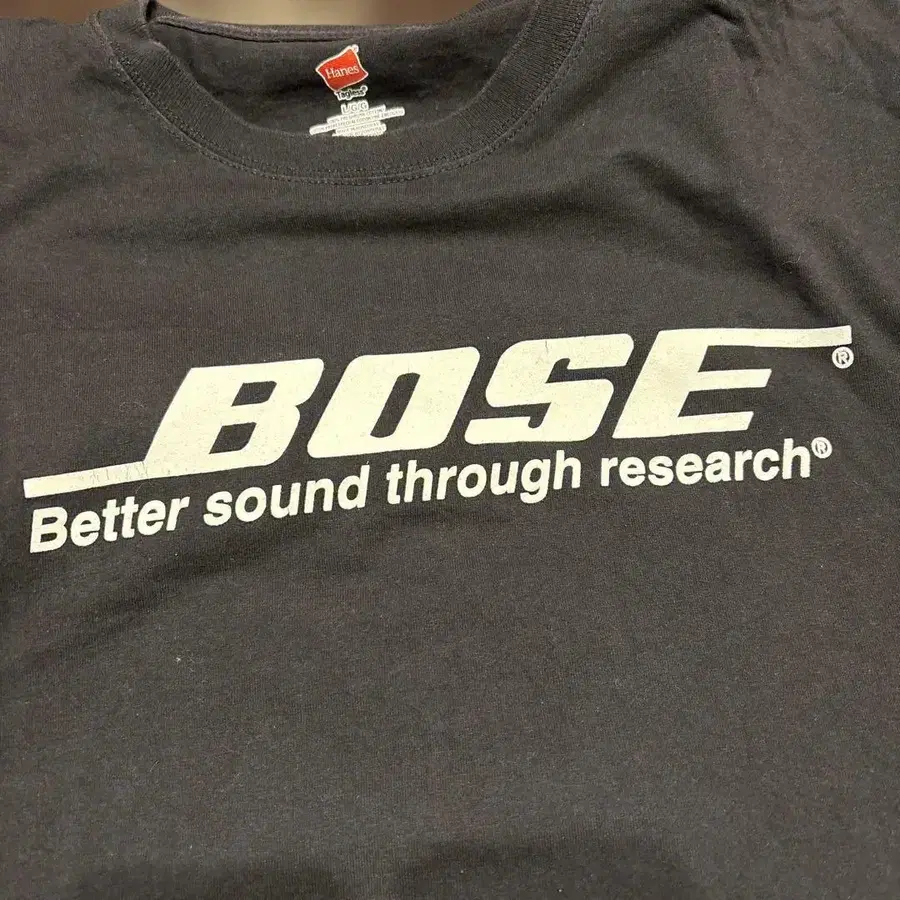 Hanes®
Tagless®
L/G/G
BOSE®
Better sound through research®